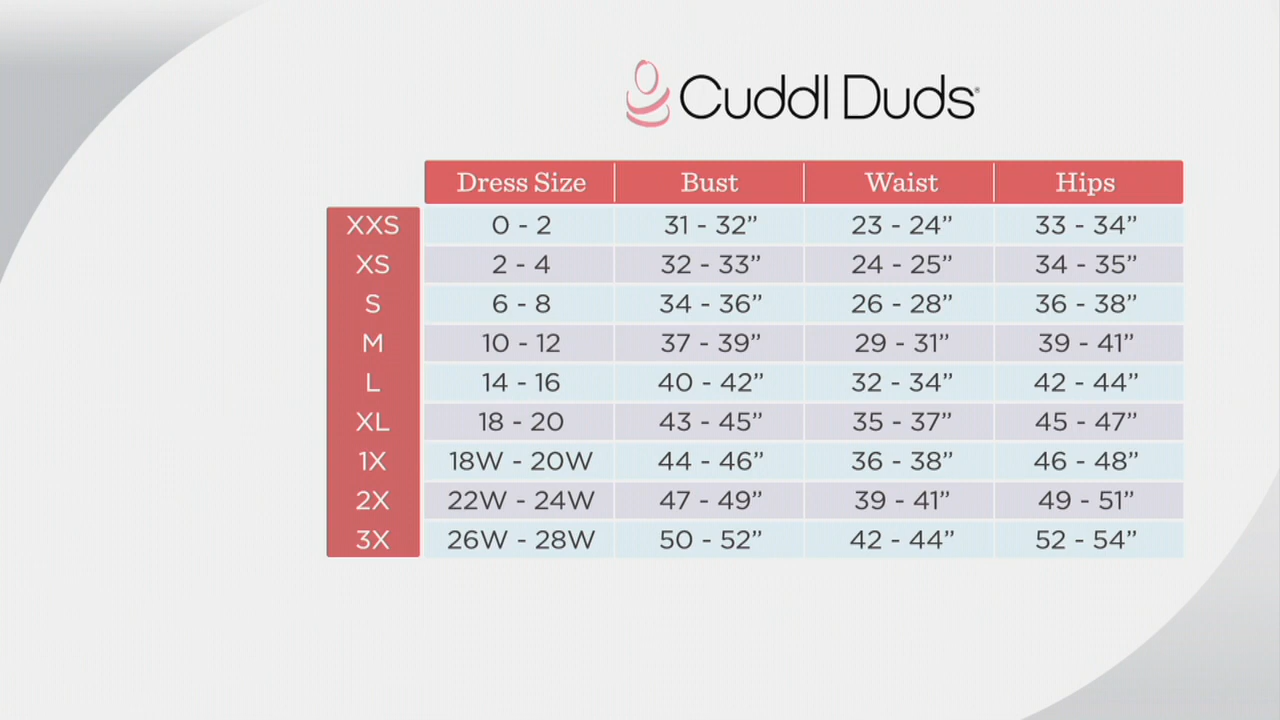 Cuddl Duds®
Dress Size Bust Waist Hips
XXS 0 - 2 31 - 32” 23 - 24” 33 - 34”
XS 2 - 4 32 - 33” 24 - 25” 34 - 35”
S 6 - 8 34 - 36” 26 - 28” 36 - 38”
M 10 - 12 37 - 39” 29 - 31” 39 - 41”
L 14 - 16 40 - 42” 32 - 34” 42 - 44”
XL 18 - 20 43 - 45” 35 - 37” 45 - 47”
1X 18W - 20W 44 - 46” 36 - 38” 46 - 48”
2X 22W - 24W 47 - 49” 39 - 41” 49 - 51”
3X 26W - 28W 50 - 52” 42 - 44” 52 - 54”